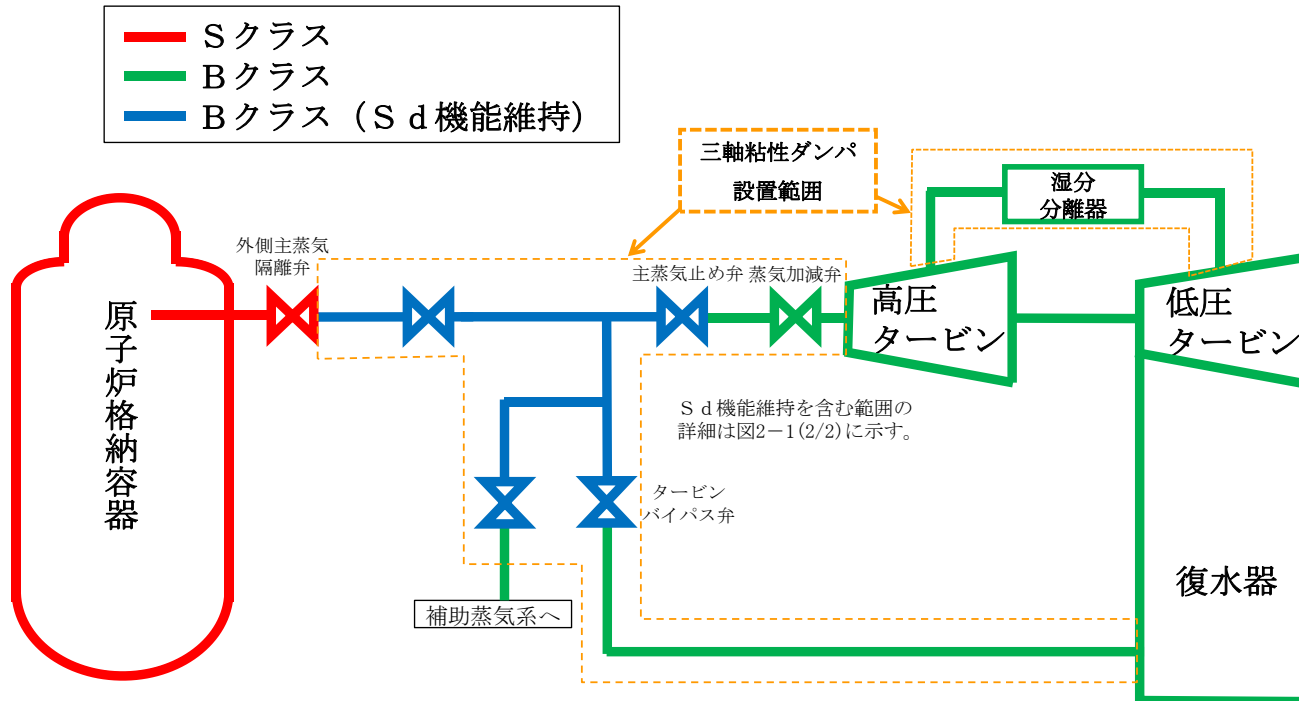 Ｓクラス
Ｂクラス
Ｂクラス（Ｓｄ機能維持）
三軸粘性ダンパ
設置範囲
湿分
分離器
外側主蒸気
隔離弁
主蒸気止め弁
蒸気加減弁
高圧
タービン
低圧
タービン
原子炉格納容器
Ｓｄ機能維持を含む範囲の
詳細は図2－1(2/2)に示す。
タービン
バイパス弁
復水器
補助蒸気系へ